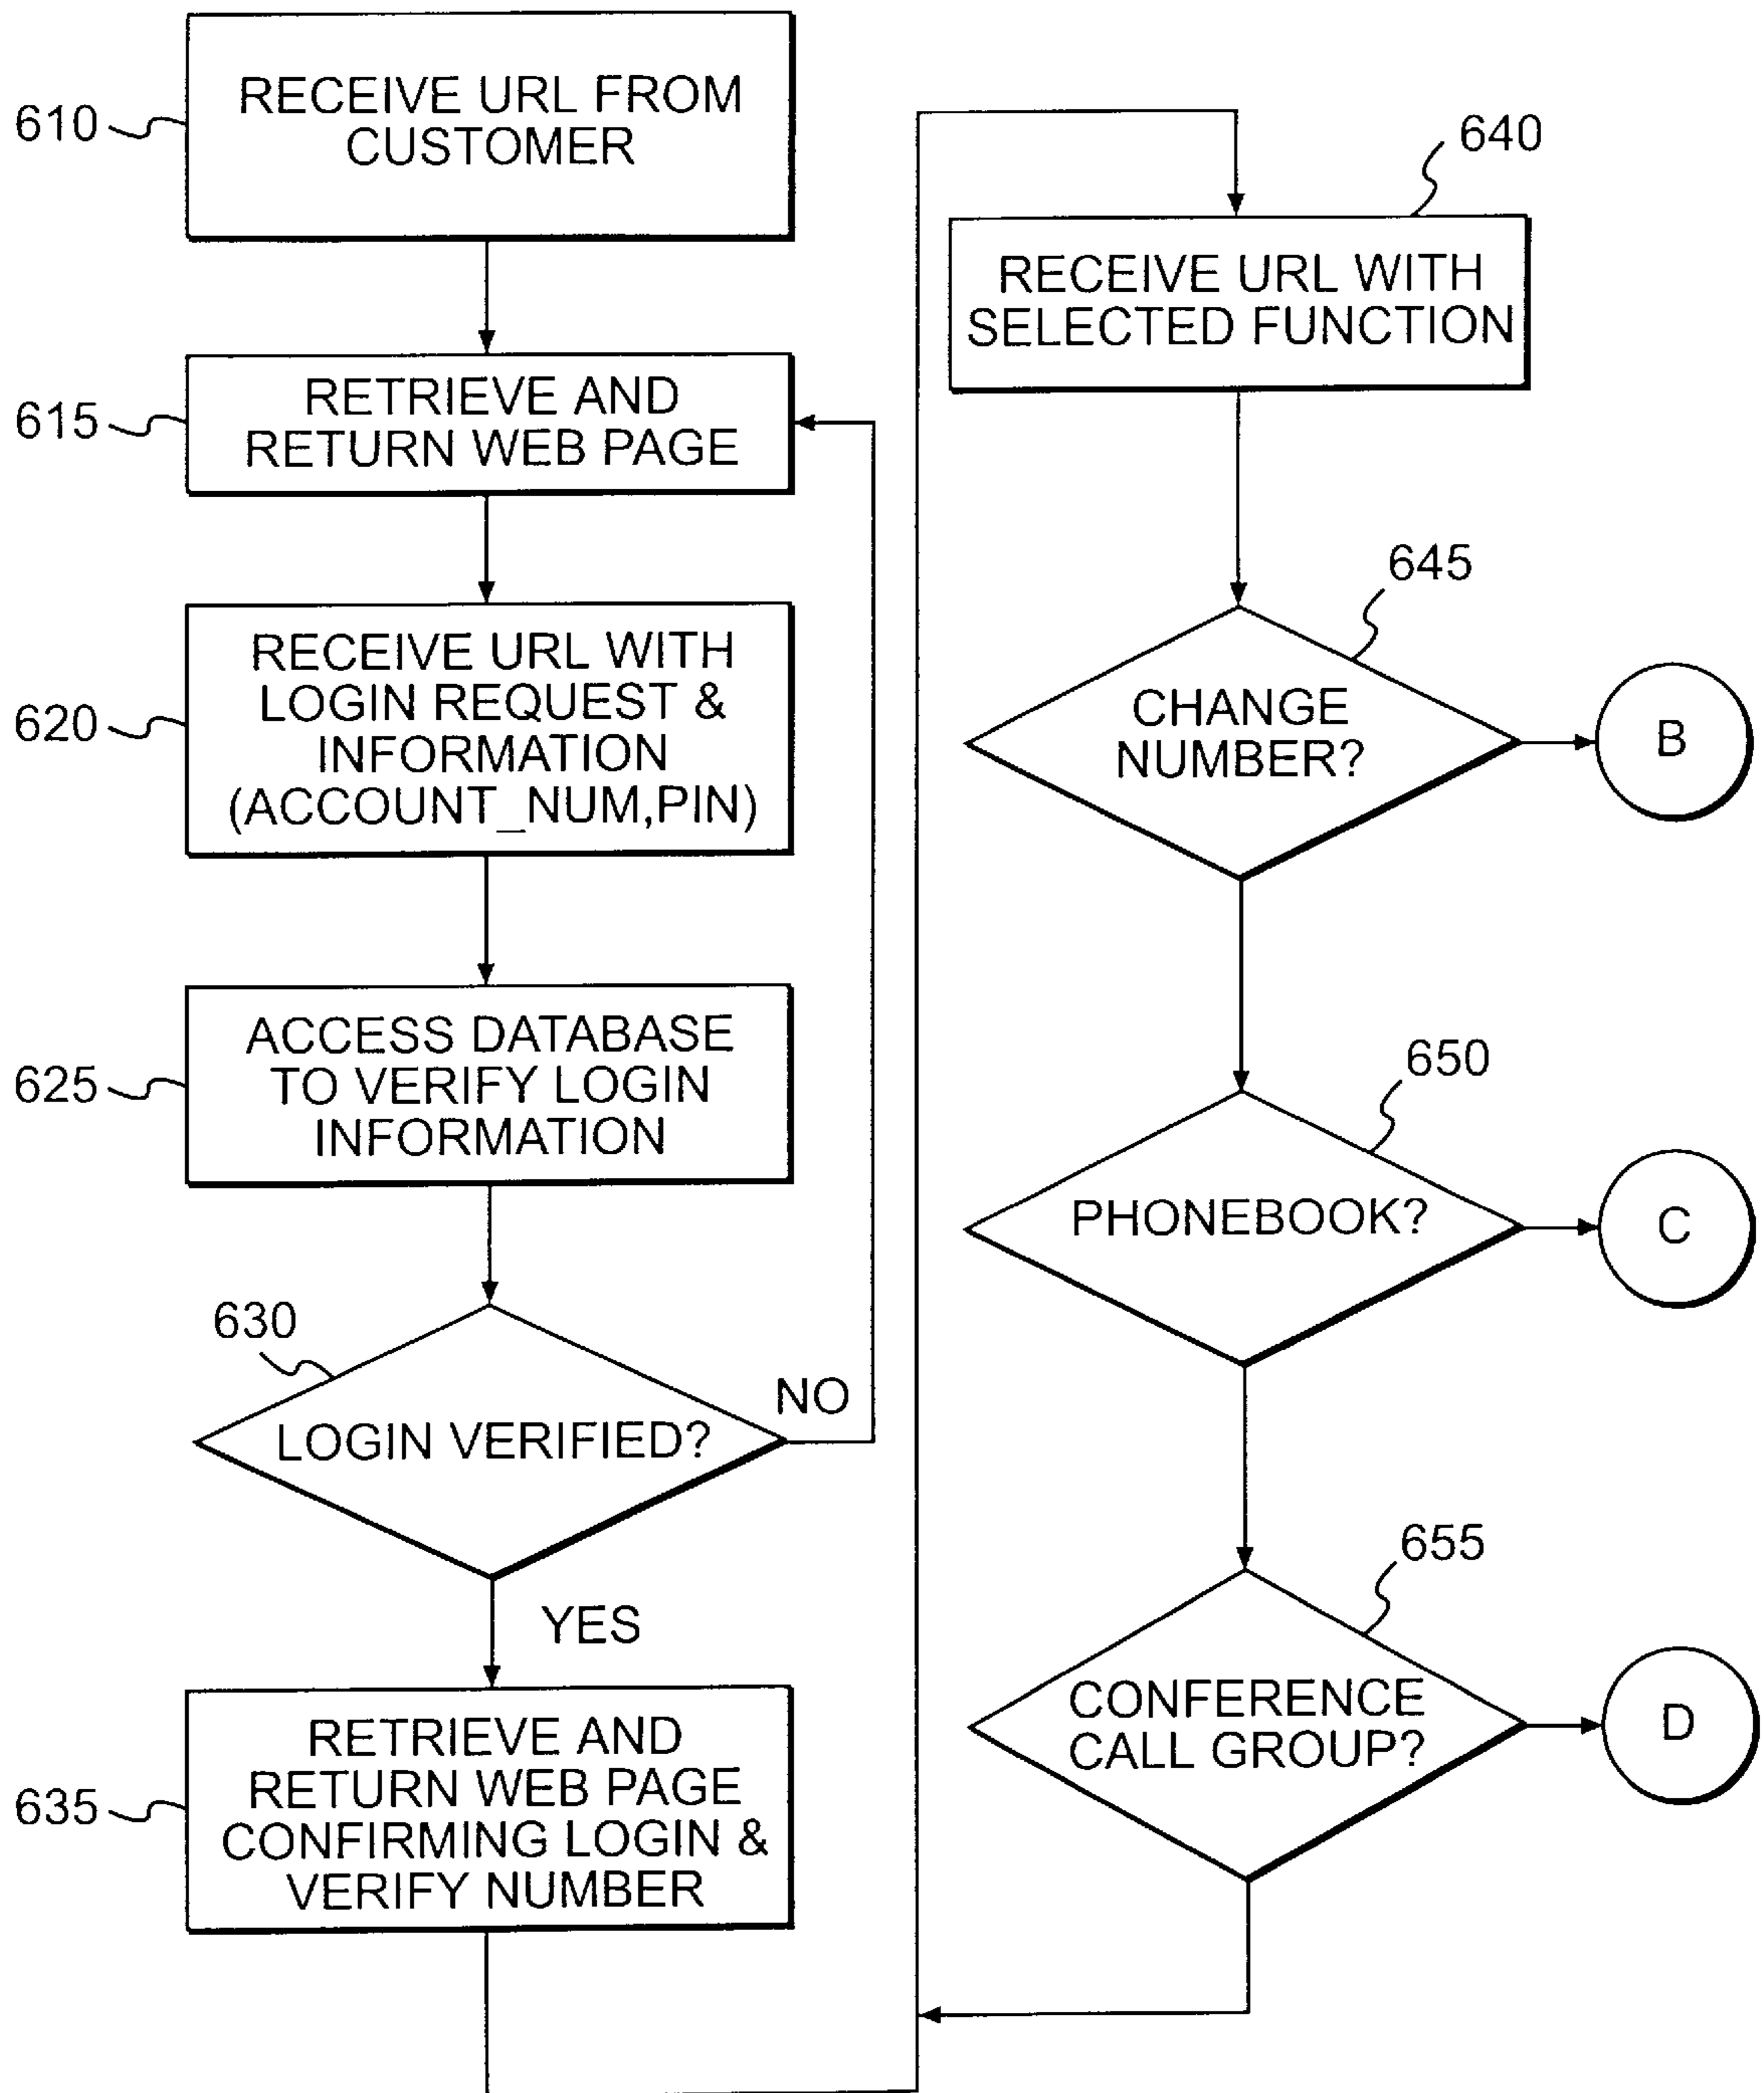 610
RECEIVE URL FROM
CUSTOMER
615
RETRIEVE AND
RETURN WEB PAGE
620
RECEIVE URL WITH
LOGIN REQUEST &
INFORMATION
(ACCOUNT_NUM,PIN)
625
ACCESS DATABASE
TO VERIFY LOGIN
INFORMATION
630
LOGIN VERIFIED?
NO
YES
635
RETRIEVE AND
RETURN WEB PAGE
CONFIRMING LOGIN &
VERIFY NUMBER
640
RECEIVE URL WITH
SELECTED FUNCTION
645
CHANGE
NUMBER?
B
650
PHONEBOOK?
C
655
CONFERENCE
CALL GROUP?
D